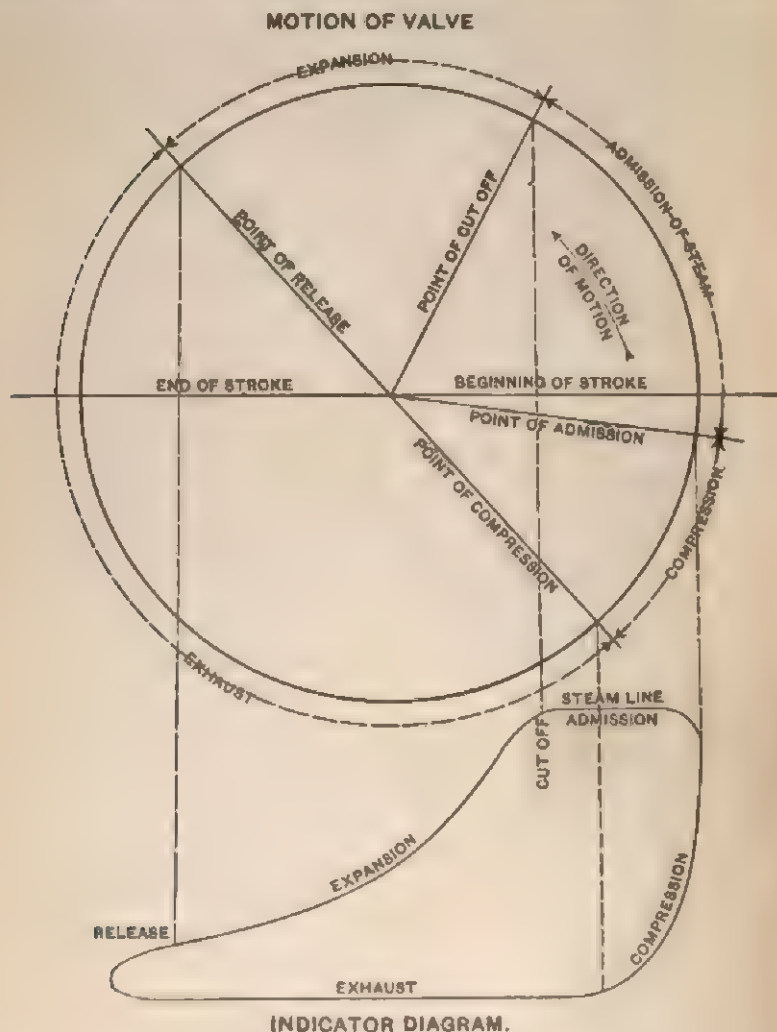 MOTION OF VALVE
EXPANSION
ADMISSION-OF-STEAM
POINT OF CUT OFF
POINT OF RELEASE
DIRECTION
OF MOTION
END OF STROKE
BEGINNING OF STROKE
POINT OF ADMISSION
POINT OF COMPRESSION
COMPRESSION
EXHAUST
STEAM LINE
ADMISSION
CUT OFF
EXPANSION
COMPRESSION
RELEASE
EXHAUST
INDICATOR DIAGRAM.